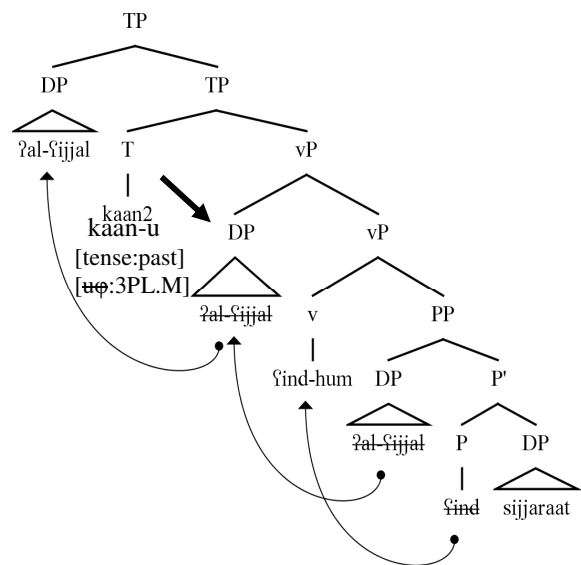 TP
DP TP
ʔal-ʕijjal T vP
kaan2
kaan-u DP vP
[tense:past]
[u̶φ̶:3PL.M]
ʔal-ʕijjal v PP
ʕind-hum DP P'
ʔal-ʕijjal P DP
ʕind sijjaraat